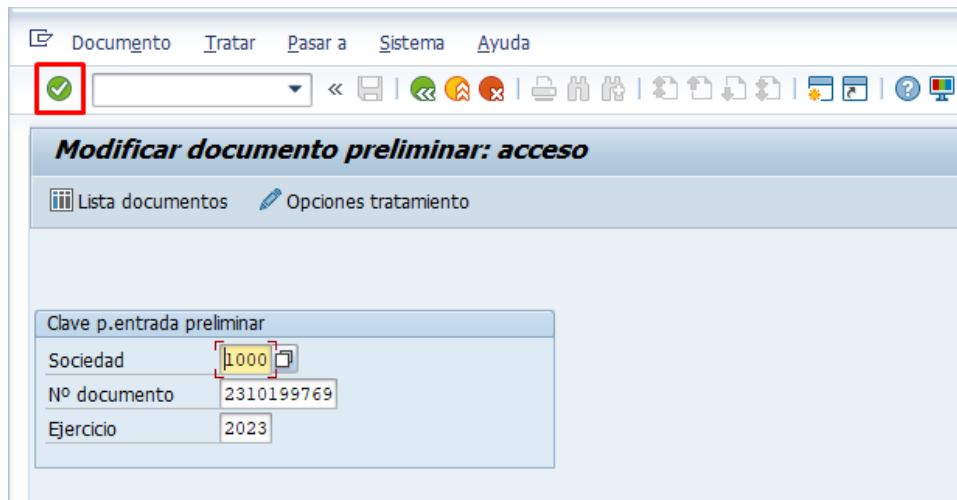 Documento Tratar Pasar a Sistema Ayuda
Modificar documento preliminar: acceso
Lista documentos Opciones tratamiento
Clave p.entrada preliminar
Sociedad 1000
Nº documento 2310199769
Ejercicio 2023